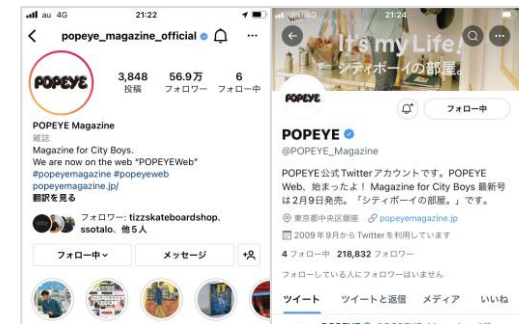 au 4G
21:22
popeye_magazine_official
POPEYE
3,848
56.9万
6
投稿
フォロワー
フォロー中
POPEYE Magazine
雑誌
Magazine for City Boys.
We are now on the web “POPEYEWeb”
#popeyemagazine #popeyeweb
popeyemagazine.jp/
翻訳を見る
フォロワー: tizzskateboardshop、
ssotalo、他5人
フォロー中
メッセージ
au 4G
21:24
It's my Life!
シティボーイの部屋。
POPEYE
フォロー中
POPEYE
@POPEYE_Magazine
POPEYE公式Twitterアカウントです。POPEYE
Web、始まったよ！ Magazine for City Boys 最新号
は2月9日発売。「シティボーイの部屋。」です。
東京都中央区銀座 popeyemagazine.jp
2009年9月からTwitterを利用しています
4 フォロー中 218,832 フォロワー
フォローしている人にフォロワーはいません
ツイート
ツイートと返信
メディア
いいね